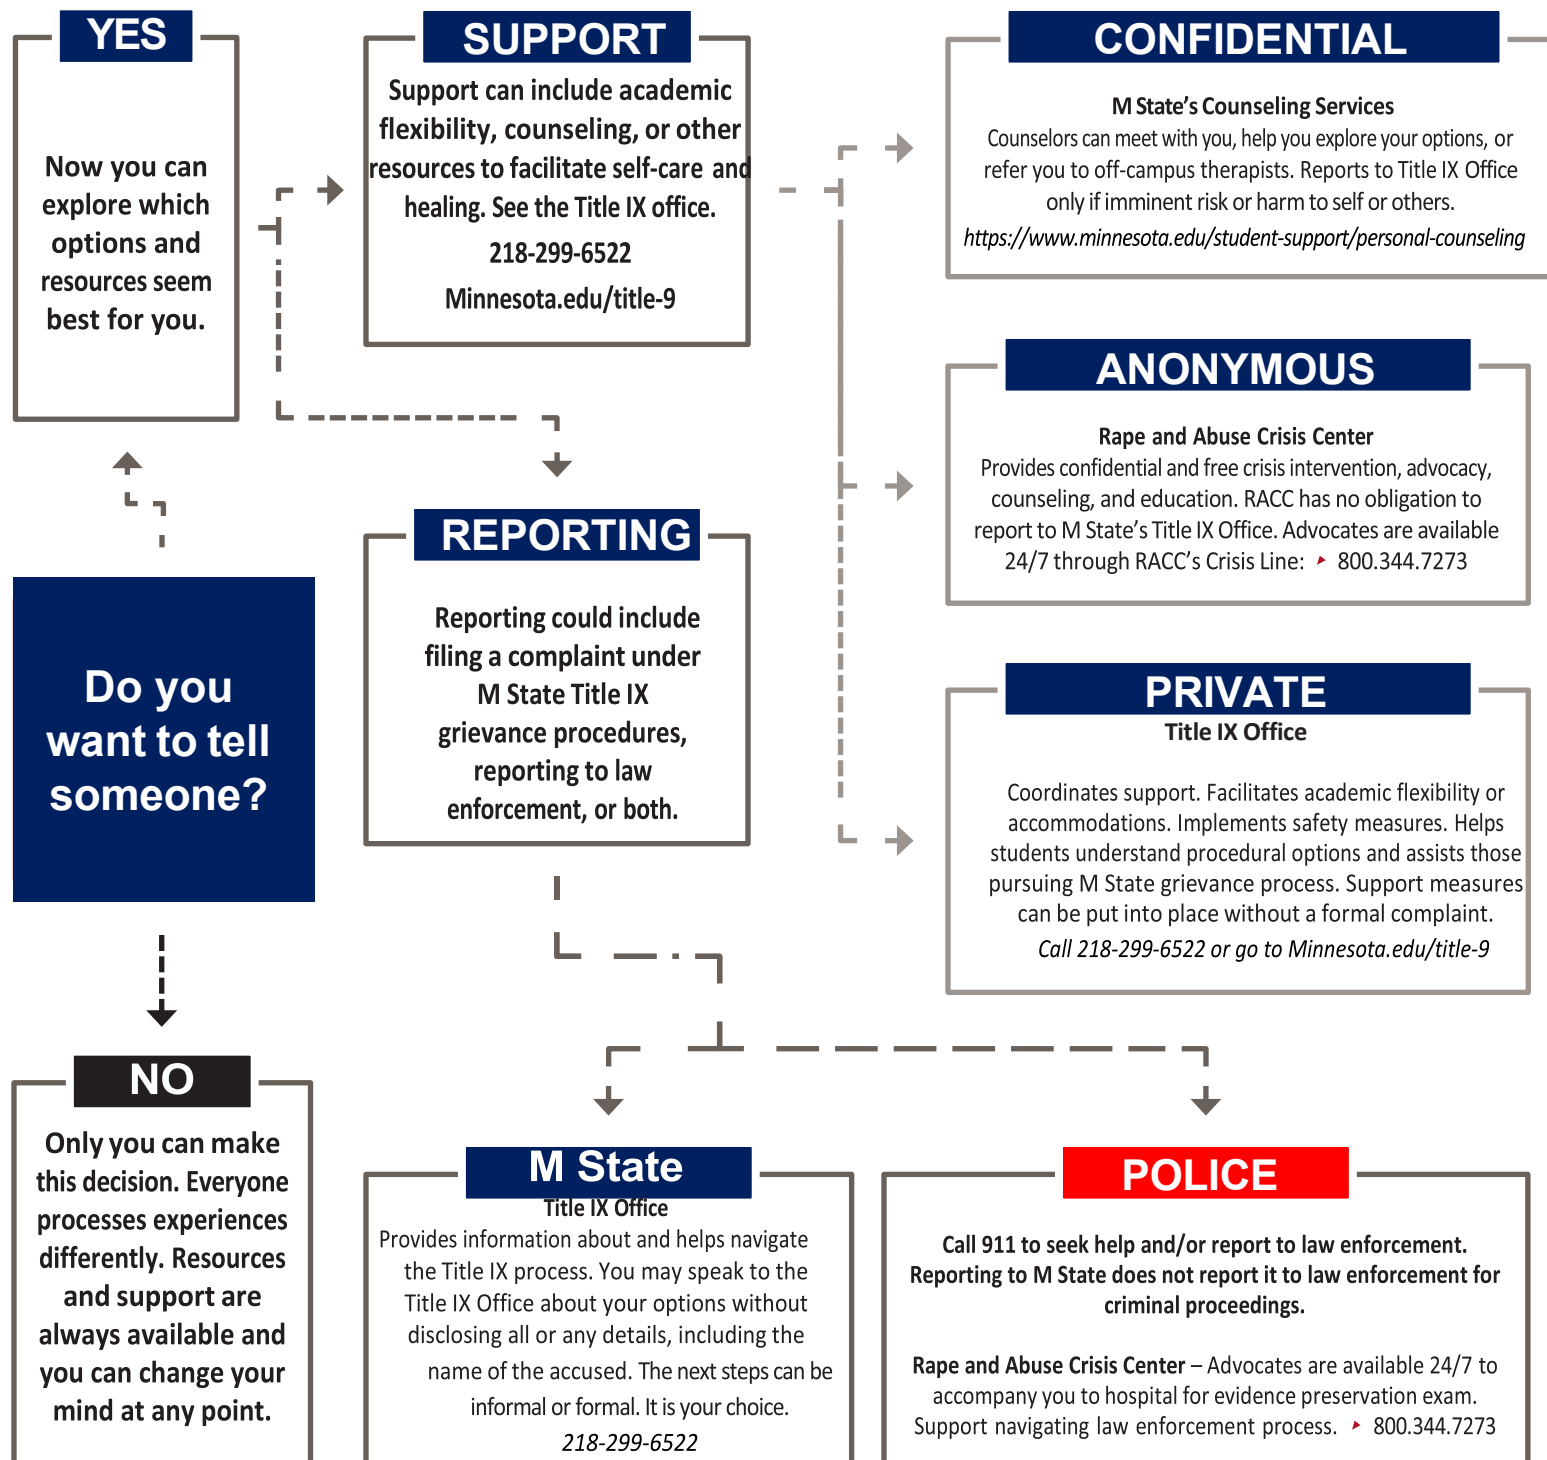 YES
Now you can
explore which
options and
resources seem
best for you.
SUPPORT
Support can include academic
flexibility, counseling, or other
resources to facilitate self-care and
healing. See the Title IX office.
218-299-6522
Minnesota.edu/title-9
CONFIDENTIAL
M State's Counseling Services
Counselors can meet with you, help you explore your options, or
refer you to off-campus therapists. Reports to Title IX Office
only if imminent risk or harm to self or others.
https://www.minnesota.edu/student-support/personal-counseling
ANONYMOUS
Rape and Abuse Crisis Center
Provides confidential and free crisis intervention, advocacy,
counseling, and education. RACC has no obligation to
report to M State's Title IX Office. Advocates are available
24/7 through RACC's Crisis Line: ▸ 800.344.7273
REPORTING
Reporting could include
filing a complaint under
M State Title IX
grievance procedures,
reporting to law
enforcement, or both.
Do you
want to tell
someone?
PRIVATE
Title IX Office
Coordinates support. Facilitates academic flexibility or
accommodations. Implements safety measures. Helps
students understand procedural options and assists those
pursuing M State grievance process. Support measures
can be put into place without a formal complaint.
Call 218-299-6522 or go to Minnesota.edu/title-9
NO
Only you can make
this decision. Everyone
processes experiences
differently. Resources
and support are
always available and
you can change your
mind at any point.
M State
Title IX Office
Provides information about and helps navigate
the Title IX process. You may speak to the
Title IX Office about your options without
disclosing all or any details, including the
name of the accused. The next steps can be
informal or formal. It is your choice.
218-299-6522
POLICE
Call 911 to seek help and/or report to law enforcement.
Reporting to M State does not report it to law enforcement for
criminal proceedings.
Rape and Abuse Crisis Center – Advocates are available 24/7 to
accompany you to hospital for evidence preservation exam.
Support navigating law enforcement process. ▸ 800.344.7273